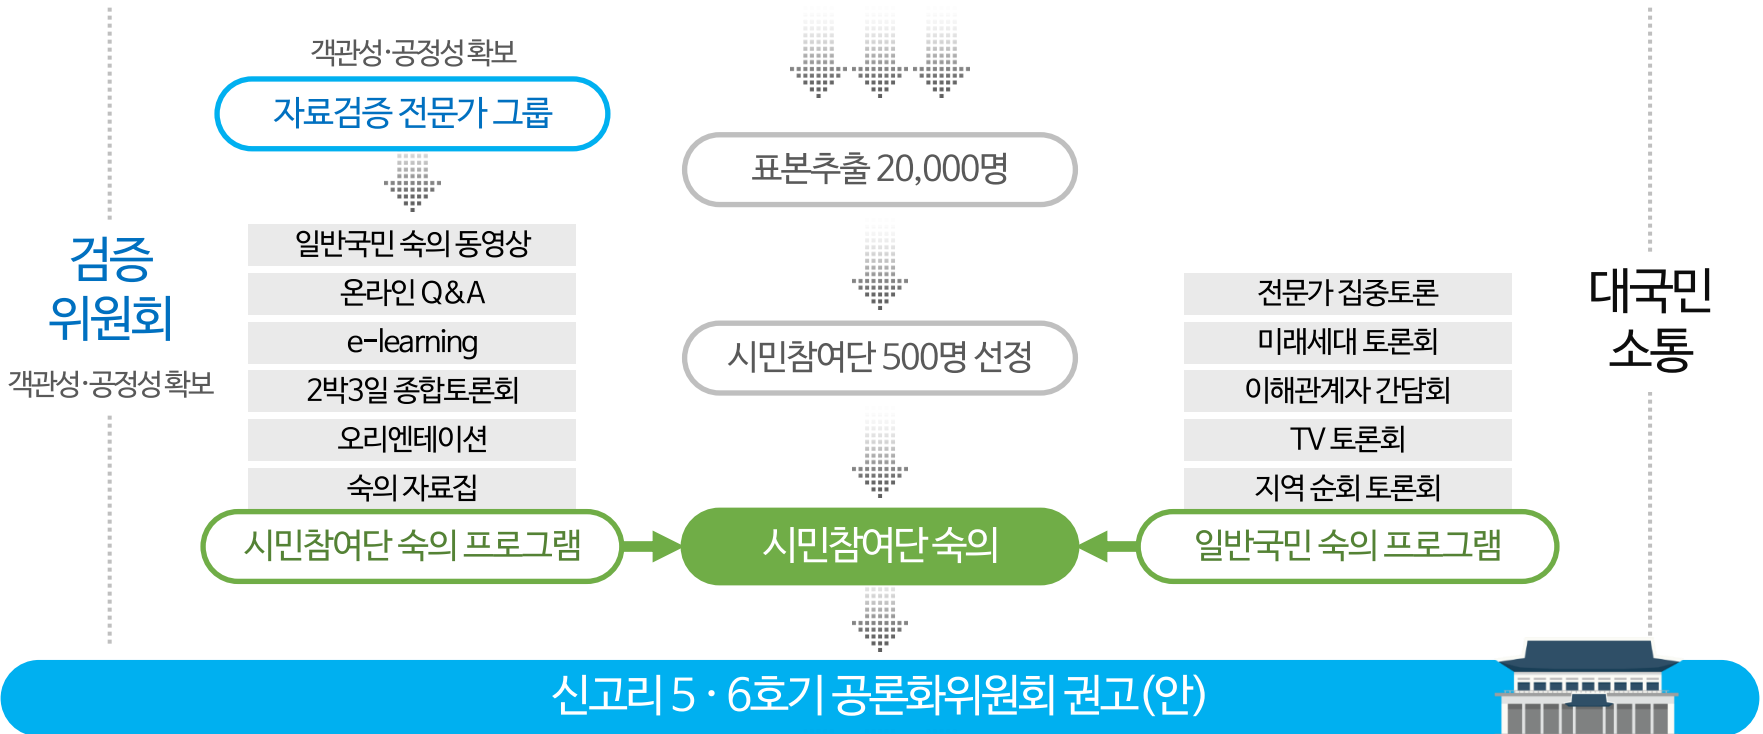 객관성·공정성 확보
자료검증 전문가 그룹
일반국민 숙의 동영상
온라인 Q&A
e-learning
2박3일 종합토론회
오리엔테이션
숙의 자료집
시민참여단 숙의 프로그램
검증
위원회
객관성·공정성 확보
표본추출 20,000명
시민참여단 500명 선정
시민참여단 숙의
전문가 집중토론
미래세대 토론회
이해관계자 간담회
TV 토론회
지역 순회 토론회
일반국민 숙의 프로그램
대국민
소통
신고리 5 · 6호기 공론화위원회 권고(안)